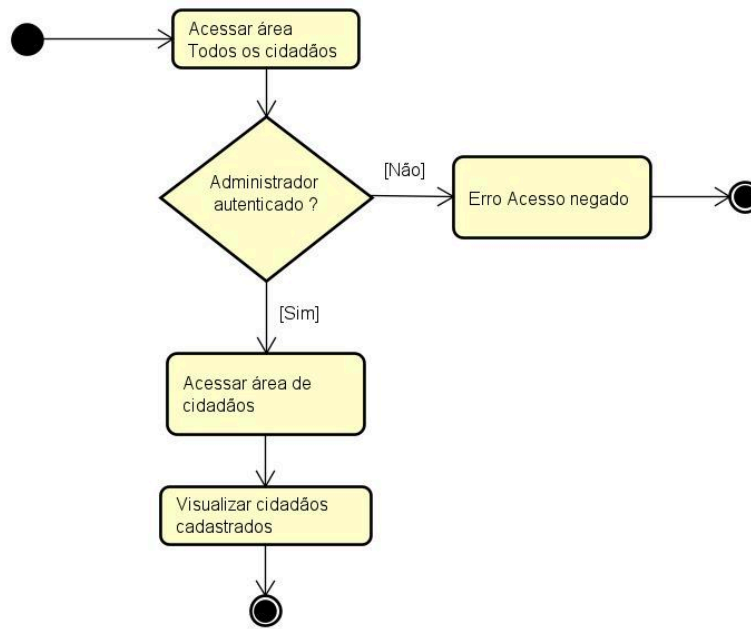 Acessar área
Todos os cidadãos
Administrador
autenticado ?
[Não]
Erro Acesso negado
[Sim]
Acessar área de
cidadãos
Visualizar cidadãos
cadastrados